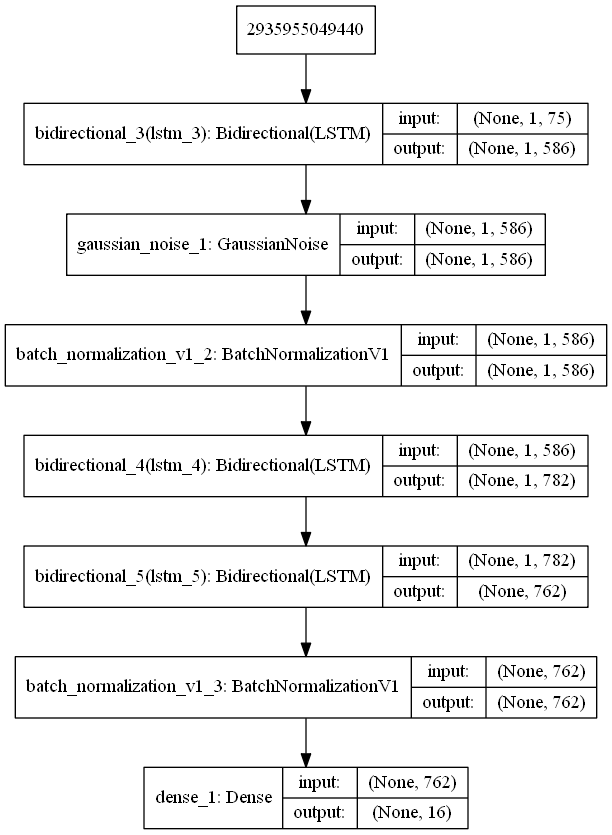 2935955049440
bidirectional_3(lstm_3): Bidirectional(LSTM)
input: (None, 1, 75)
output: (None, 1, 586)
gaussian_noise_1: GaussianNoise
input: (None, 1, 586)
output: (None, 1, 586)
batch_normalization_v1_2: BatchNormalizationV1
input: (None, 1, 586)
output: (None, 1, 586)
bidirectional_4(lstm_4): Bidirectional(LSTM)
input: (None, 1, 586)
output: (None, 1, 782)
bidirectional_5(lstm_5): Bidirectional(LSTM)
input: (None, 1, 782)
output: (None, 762)
batch_normalization_v1_3: BatchNormalizationV1
input: (None, 762)
output: (None, 762)
dense_1: Dense
input: (None, 762)
output: (None, 16)